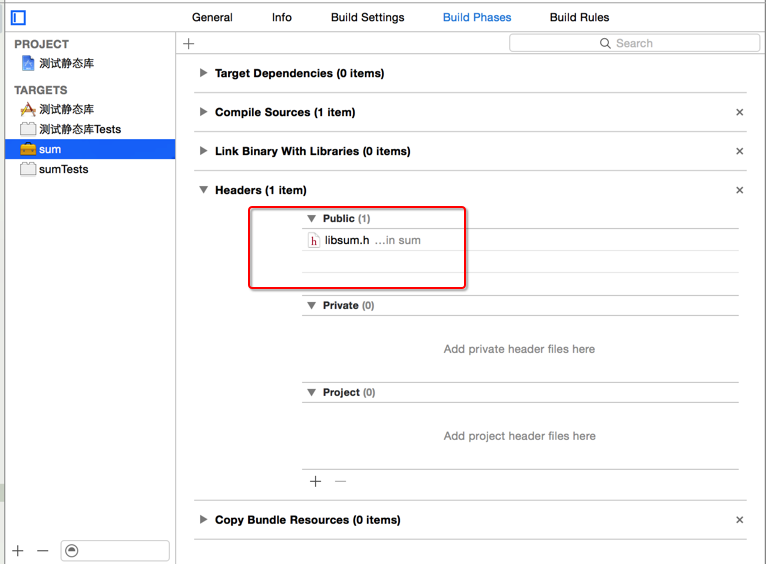 General Info Build Settings Build Phases Build Rules
PROJECT
测试静态库
TARGETS
测试静态库
测试静态库Tests
sum
sumTests
Search
Target Dependencies (0 items)
Compile Sources (1 item)
Link Binary With Libraries (0 items)
Headers (1 item)
Public (1)
h libsum.h ...in sum
Private (0)
Add private header files here
Project (0)
Add project header files here
Copy Bundle Resources (0 items)